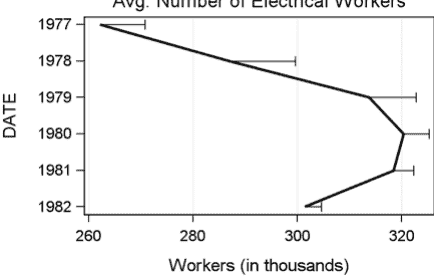 Avg. Number of Electrical Workers
1977
1978
1979
1980
1981
1982
DATE
260 280 300 320
Workers (in thousands)